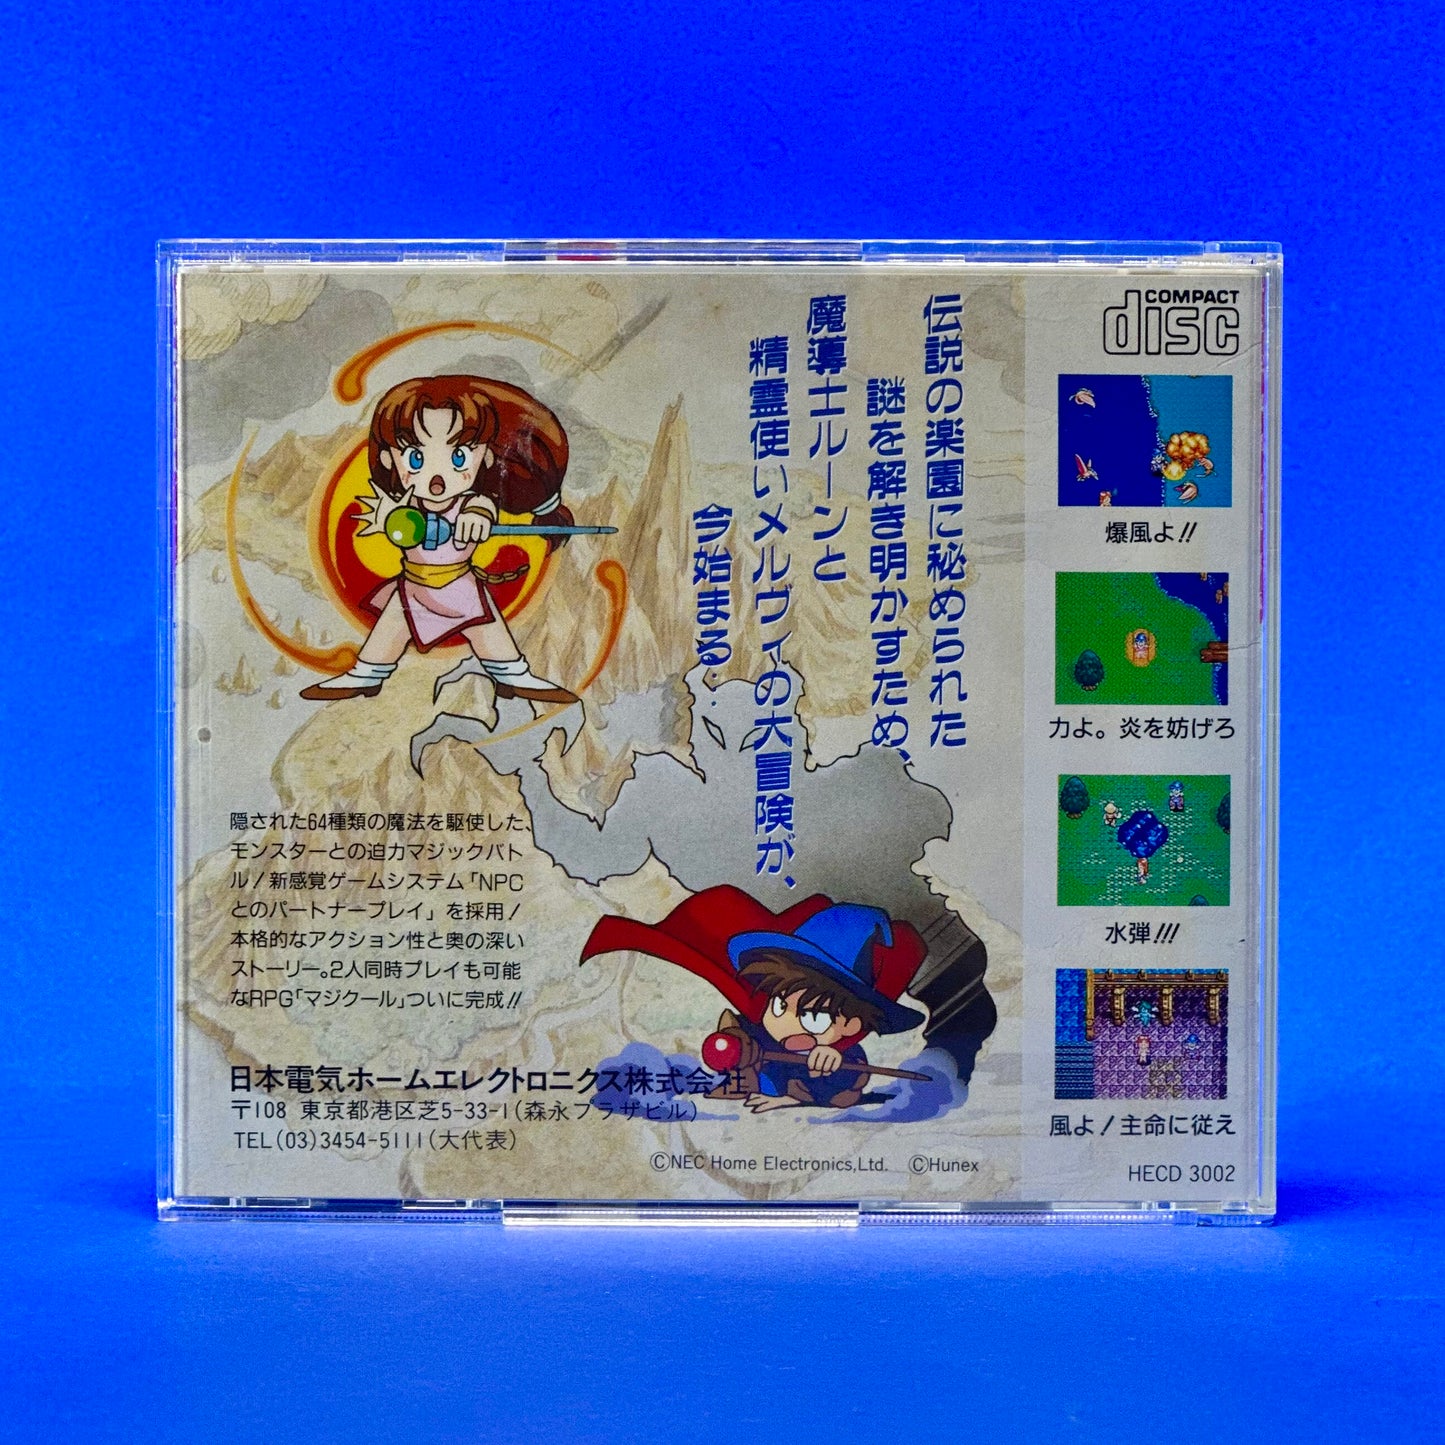 伝説の楽園に秘められた
謎を解き明かすため、
魔導士ルーンと
精霊使いメルヴィの大冒険が、
今始まる…
COMPACT
disc
爆風よ!!
力よ。炎を妨げろ
水弾!!!
風よ!主命に従え
隠された64種類の魔法を駆使した、
モンスターとの迫力マジックバト
ル!新感覚ゲームシステム「NPC
とのパートナープレイ」を採用!
本格的なアクション性と奥の深い
ストーリー。2人同時プレイも可能
なRPG「マジクール」ついに完成!!
日本電気ホームエレクトロニクス株式会社
〒108 東京都港区芝5-33-1(森永プラザビル)
TEL(03)3454-5111(大代表)
©NEC Home Electronics,Ltd. ©Hunex
HECD 3002